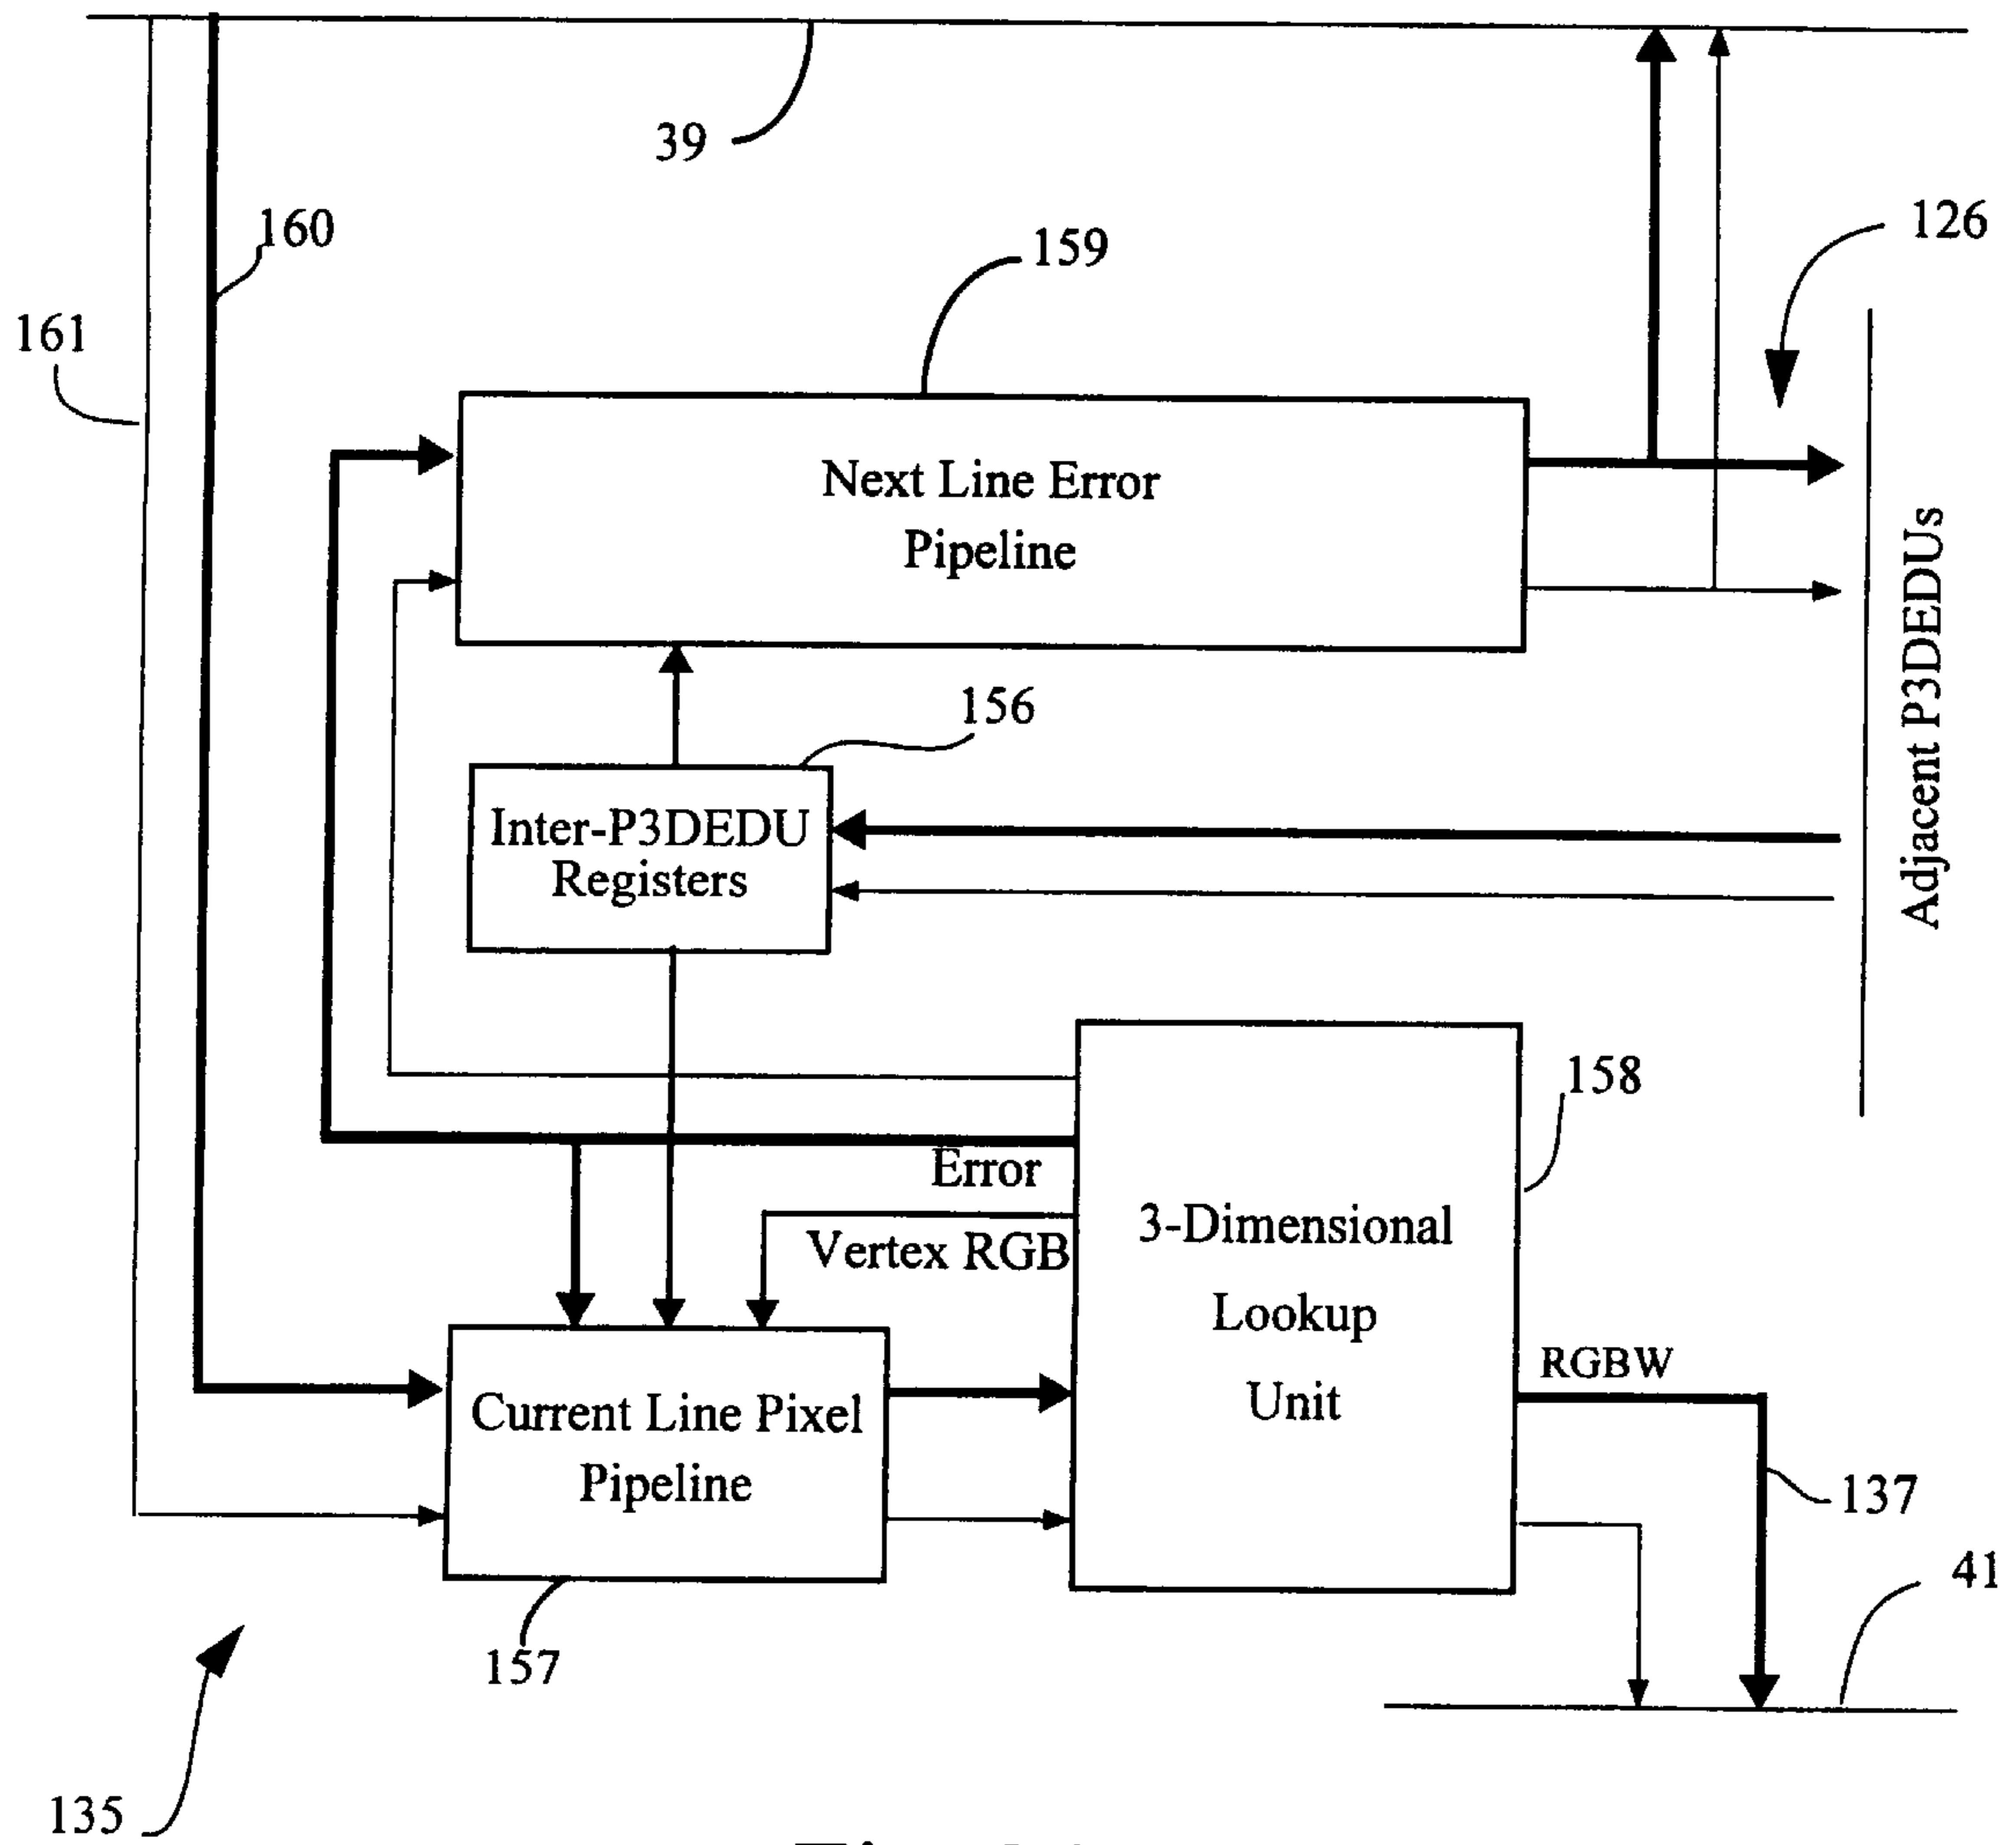 39
160
159
126
161
Next Line Error
Pipeline
156
Inter-P3DEDU
Registers
Adjacent P3DEDUs
158
Error
3-Dimensional
Lookup
Unit
Vertex RGB
RGBW
Current Line Pixel
Pipeline
137
41
157
135